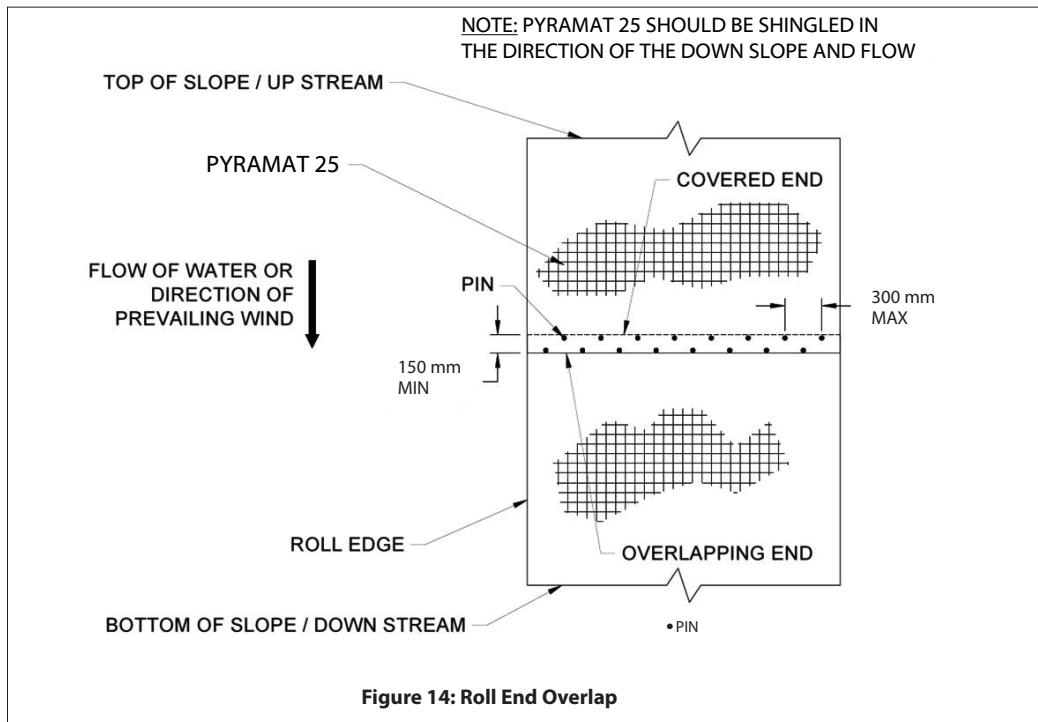 NOTE: PYRAMAT 25 SHOULD BE SHINGLED IN
THE DIRECTION OF THE DOWN SLOPE AND FLOW
TOP OF SLOPE / UP STREAM
PYRAMAT 25
COVERED END
FLOW OF WATER OR
DIRECTION OF
PREVAILING WIND
PIN
300 mm
MAX
150 mm
MIN
ROLL EDGE
OVERLAPPING END
BOTTOM OF SLOPE / DOWN STREAM
• PIN
Figure 14: Roll End Overlap